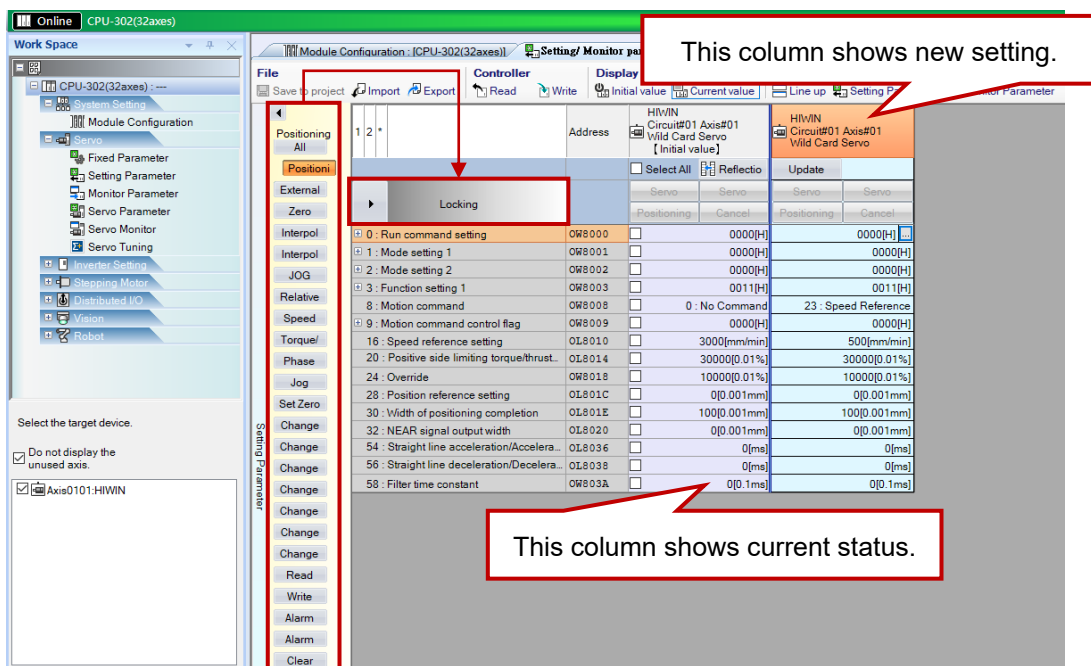 Online CPU-302(32axes)
Work Space
CPU-302(32axes) : ---
System Setting
Module Configuration
Servo
Fixed Parameter
Setting Parameter
Monitor Parameter
Servo Parameter
Servo Monitor
Servo Tuning
Inverter Setting
Stepping Motor
Distributed I/O
Vision
Robot
Select the target device.
Do not display the
unused axis.
Axis0101:HIWIN
Module Configuration : [CPU-302(32axes)] Setting/ Monitor
This column shows new setting.
File Controller
Save to project Import Export Read Write Initial value Current value Line up Setting Parameter
Setting Parameter
Positioning
All
Positioni
External
Zero
Interpol
Interpol
JOG
Relative
Speed
Torque/
Phase
Jog
Set Zero
Change
Change
Change
Change
Change
Change
Change
Read
Write
Alarm
Alarm
Clear
1 2 * Address
HIWIN
Circuit#01 Axis#01
Wild Card Servo
【Initial value】
HIWIN
Circuit#01 Axis#01
Wild Card Servo
Select All Reflectio Update
Locking
Servo Servo Servo Servo
Positioning Cancel Positioning Cancel
0 : Run command setting OW8000 0000[H] 0000[H] ...
1 : Mode setting 1 OW8001 0000[H] 0000[H]
2 : Mode setting 2 OW8002 0000[H] 0000[H]
3 : Function setting 1 OW8003 0011[H] 0011[H]
8 : Motion command OW8008 0 : No Command 23 : Speed Reference
9 : Motion command control flag OW8009 0000[H] 0000[H]
16 : Speed reference setting OL8010 3000[mm/min] 500[mm/min]
20 : Positive side limiting torque/thrust... OL8014 30000[0.01%] 30000[0.01%]
24 : Override OW8018 10000[0.01%] 10000[0.01%]
28 : Position reference setting OL801C 0[0.001mm] 0[0.001mm]
30 : Width of positioning completion OL801E 100[0.001mm] 100[0.001mm]
32 : NEAR signal output width OL8020 0[0.001mm] 0[0.001mm]
54 : Straight line acceleration/Accelera... OL8036 0[ms] 0[ms]
56 : Straight line deceleration/Decelera... OL8038 0[ms] 0[ms]
58 : Filter time constant OW803A 0[0.1ms] 0[0.1ms]
This column shows current status.